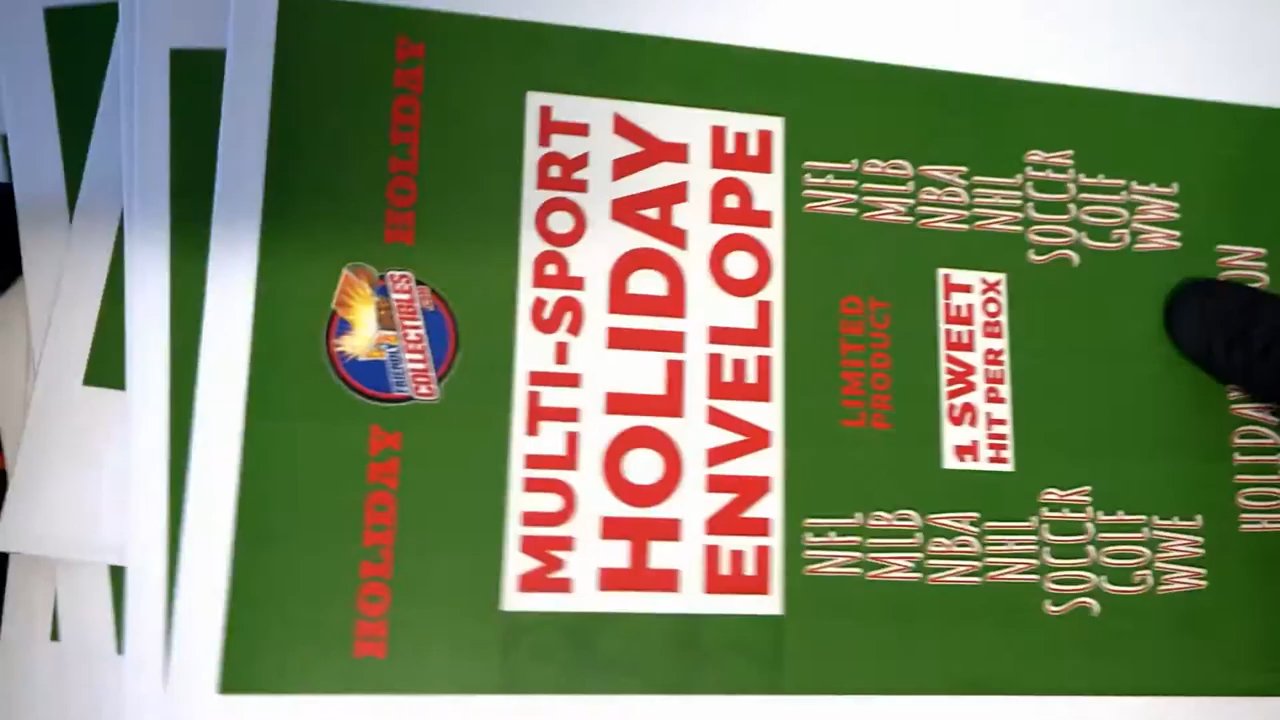 HOLIDAY
HOLIDAY
COLLECTIBLES
MULTI-SPORT
HOLIDAY
ENVELOPE
NFL
MLB
NBA
NHL
SOCCER
GOLF
WWE
LIMITED
PRODUCT
1 SWEET
HIT PER BOX
NFL
MLB
NBA
NHL
SOCCER
GOLF
WWE
HOLIDAY